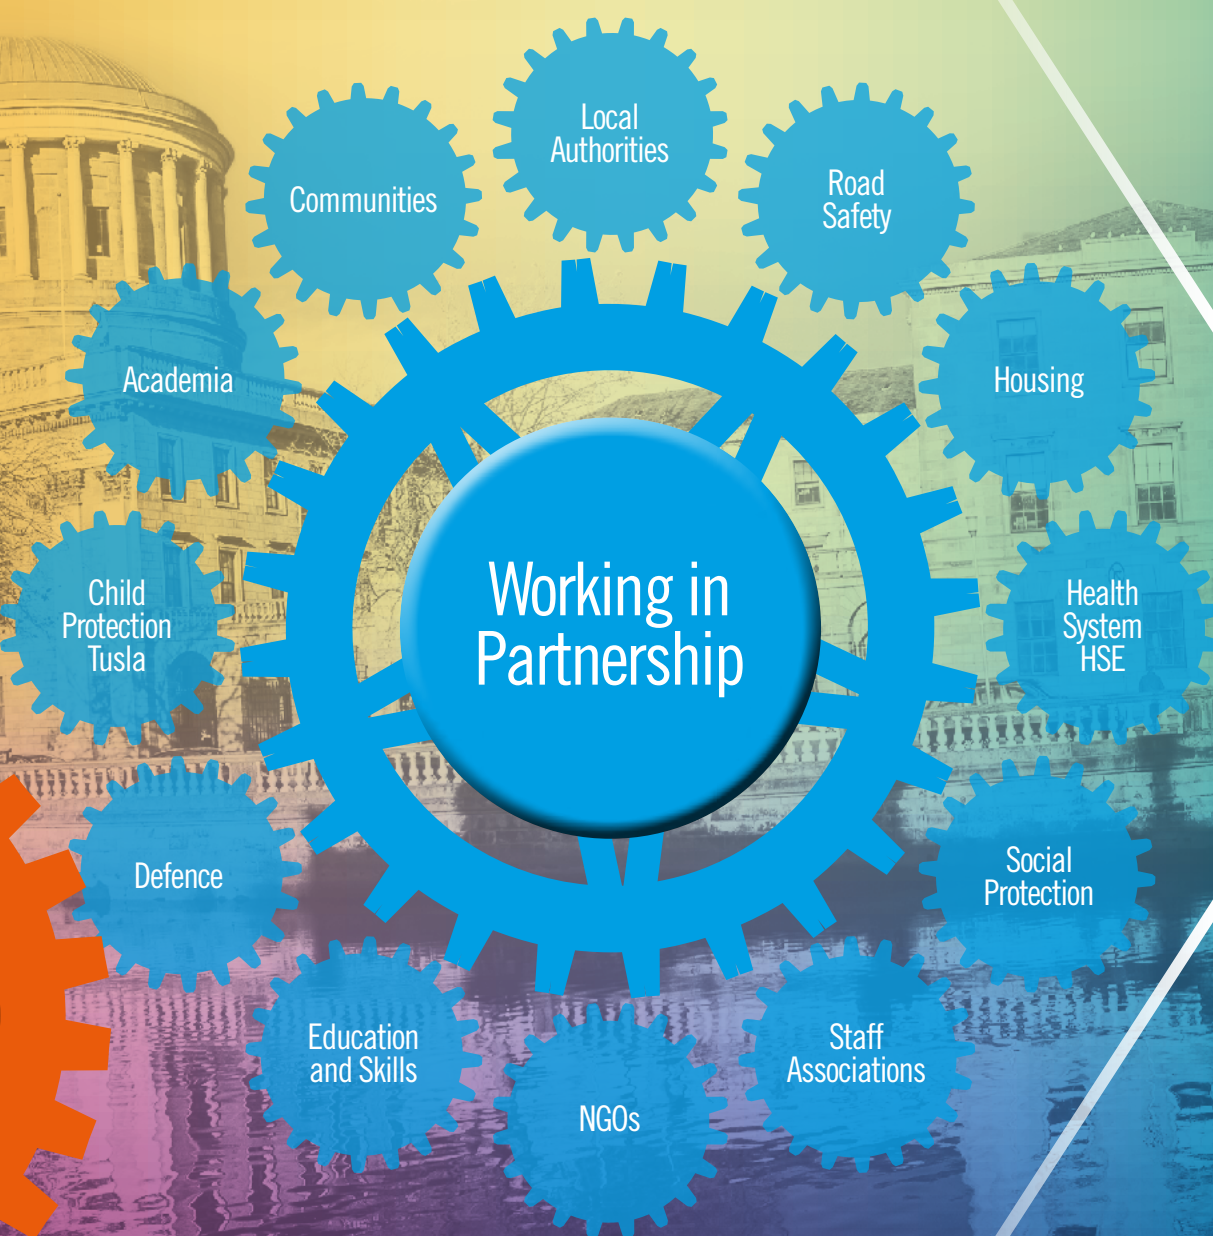 Local
Authorities
Communities
Road
Safety
Academia
Housing
Working in
Partnership
Child
Protection
Tusla
Health
System
HSE
Defence
Social
Protection
Education
and Skills
Staff
Associations
NGOs